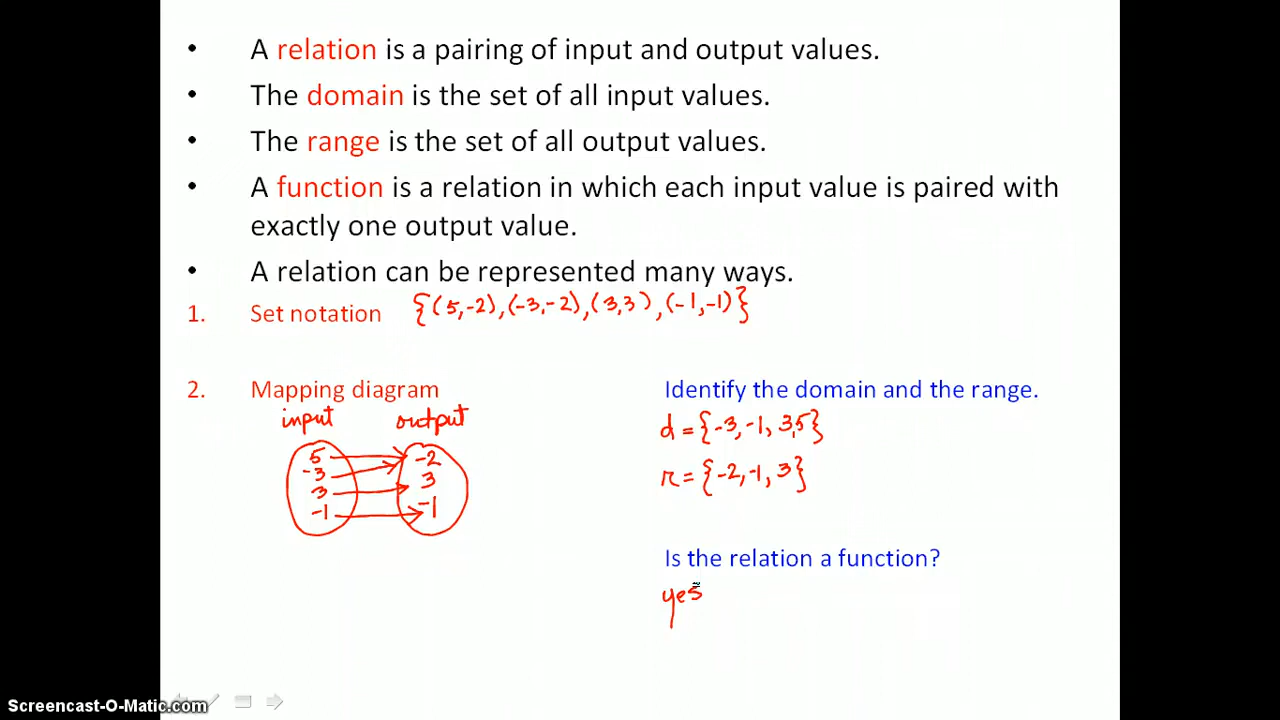 • A relation is a pairing of input and output values.
• The domain is the set of all input values.
• The range is the set of all output values.
• A function is a relation in which each input value is paired with
exactly one output value.
• A relation can be represented many ways.
1. Set notation {(5,-2),(-3,-2),(3,3),(-1,-1)}
2. Mapping diagram
input output
5 -2
-3
3 3
-1 -1
Identify the domain and the range.
d = {-3, -1, 3,5}
r = {-2, -1, 3}
Is the relation a function?
yes
Screencast-O-Matic.com